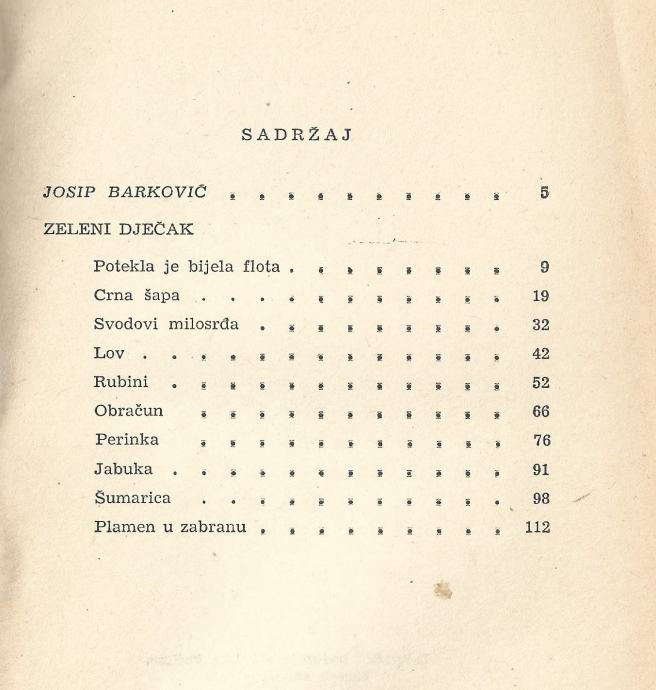 SADRŽAJ
JOSIP BARKOVIĆ . . . . . . . . . . 5
ZELENI DJEČAK
Potekla je bijela flota . . . . . . . . 9
Crna šapa . . . . . . . . . . . 19
Svodovi milosrđa . . . . . . . . . 32
Lov . . . . . . . . . . . . . 42
Rubini . . . . . . . . . . . . 52
Obračun . . . . . . . . . . . 66
Perinka . . . . . . . . . . . 76
Jabuka . . . . . . . . . . . . 91
Šumarica . . . . . . . . . . . 98
Plamen u zabranu . . . . . . . . . 112